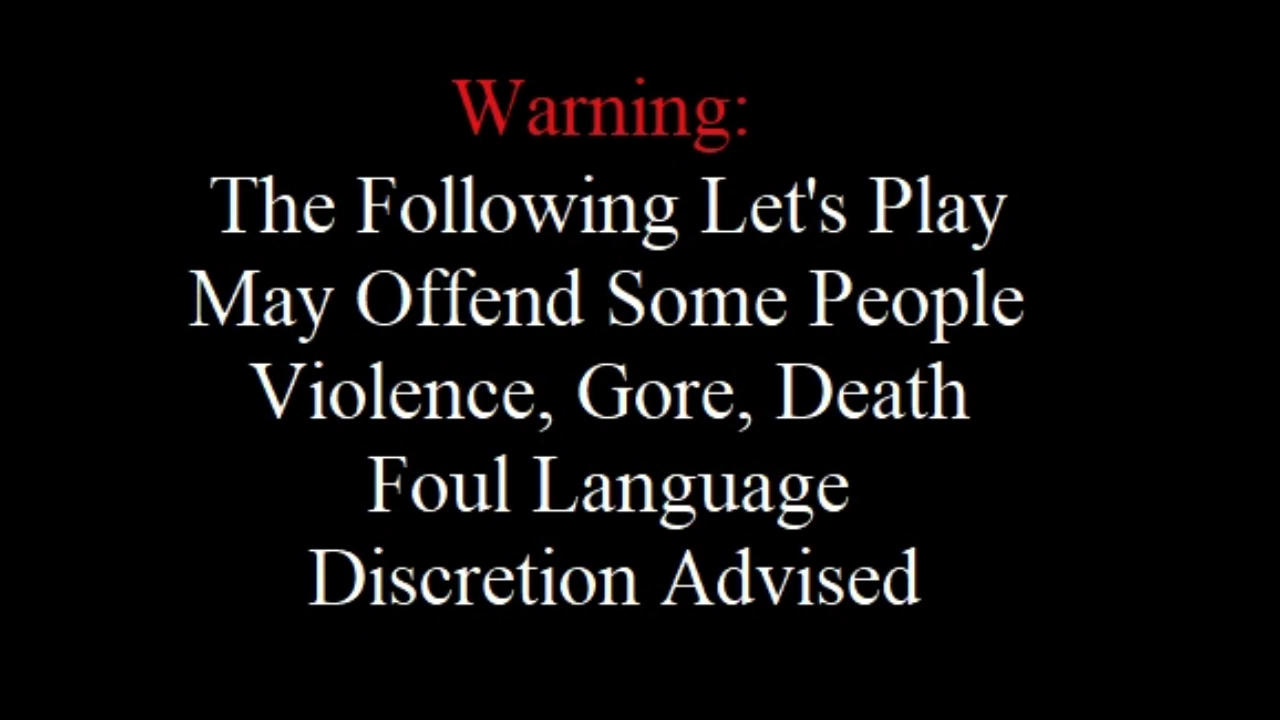 Warning:
The Following Let's Play
May Offend Some People
Violence, Gore, Death
Foul Language
Discretion Advised